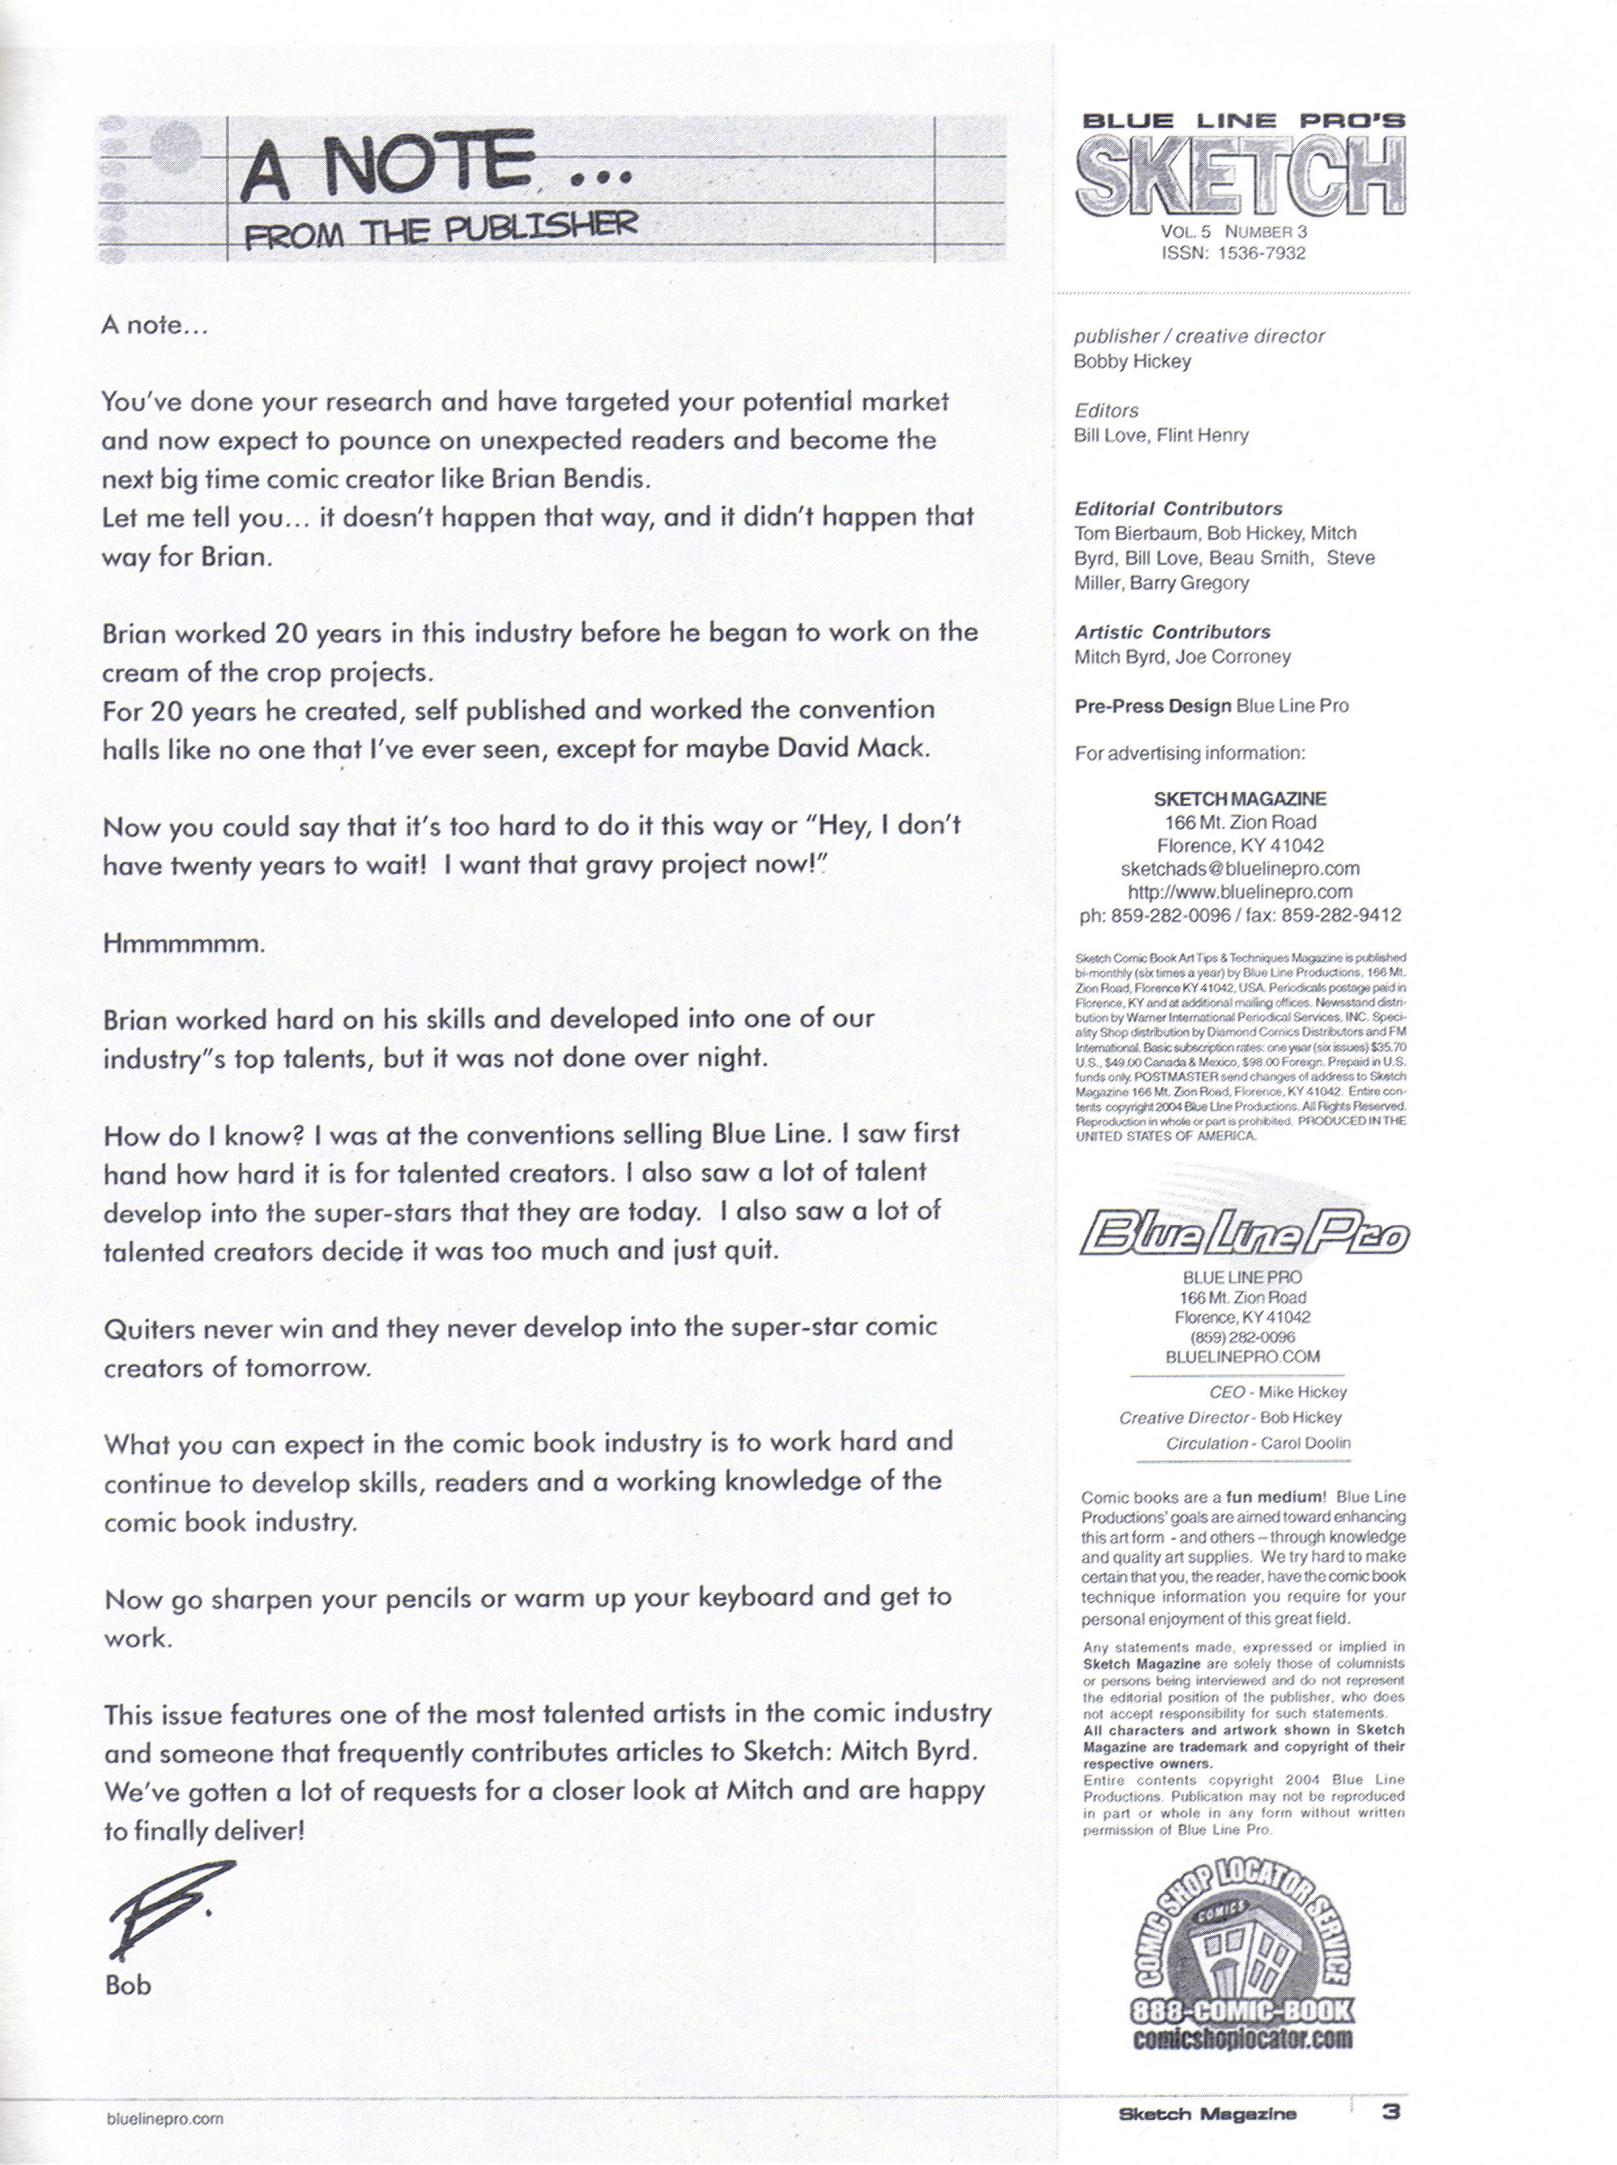 A NOTE...
FROM THE PUBLISHER
A note...
You've done your research and have targeted your potential market
and now expect to pounce on unexpected readers and become the
next big time comic creator like Brian Bendis.
Let me tell you... it doesn't happen that way, and it didn't happen that
way for Brian.
Brian worked 20 years in this industry before he began to work on the
cream of the crop projects.
For 20 years he created, self published and worked the convention
halls like no one that I've ever seen, except for maybe David Mack.
Now you could say that it's too hard to do it this way or "Hey, I don't
have twenty years to wait!  I want that gravy project now!"
Hmmmmmm.
Brian worked hard on his skills and developed into one of our
industry"s top talents, but it was not done over night.
How do I know? I was at the conventions selling Blue Line. I saw first
hand how hard it is for talented creators. I also saw a lot of talent
develop into the super-stars that they are today.  I also saw a lot of
talented creators decide it was too much and just quit.
Quiters never win and they never develop into the super-star comic
creators of tomorrow.
What you can expect in the comic book industry is to work hard and
continue to develop skills, readers and a working knowledge of the
comic book industry.
Now go sharpen your pencils or warm up your keyboard and get to
work.
This issue features one of the most talented artists in the comic industry
and someone that frequently contributes articles to Sketch: Mitch Byrd.
We've gotten a lot of requests for a closer look at Mitch and are happy
to finally deliver!
B.
Bob
BLUE LINE PRO'S
SKETCH
VOL. 5 NUMBER 3
ISSN: 1536-7932
publisher / creative director
Bobby Hickey
Editors
Bill Love, Flint Henry
Editorial Contributors
Tom Bierbaum, Bob Hickey, Mitch
Byrd, Bill Love, Beau Smith, Steve
Miller, Barry Gregory
Artistic Contributors
Mitch Byrd, Joe Corroney
Pre-Press Design Blue Line Pro
For advertising information:
SKETCH MAGAZINE
166 Mt. Zion Road
Florence, KY 41042
sketchads@bluelinepro.com
http://www.bluelinepro.com
ph: 859-282-0096 / fax: 859-282-9412
Sketch Comic Book Art Tips & Techniques Magazine is published
bi-monthly (six times a year) by Blue Line Productions, 166 Mt.
Zion Road, Florence KY 41042, USA. Periodicals postage paid in
Florence, KY and at additional mailing offices. Newsstand distri-
bution by Warner International Periodical Services, INC. Speci-
ality Shop distribution by Diamond Comics Distributors and FM
International. Basic subscription rates: one year (six issues) $35.70
U.S., $49.00 Canada & Mexico, $98.00 Foreign. Prepaid in U.S.
funds only. POSTMASTER send changes of address to Sketch
Magazine 166 Mt. Zion Road, Florence, KY 41042. Entire con-
tents copyright 2004 Blue LIne Productions. All Rights Reserved.
Reproduction in whole or part is prohibited. PRODUCED IN THE
UNITED STATES OF AMERICA.
Blue Line Pro
BLUE LINE PRO
166 Mt. Zion Road
Florence, KY 41042
(859) 282-0096
BLUELINEPRO.COM
CEO - Mike Hickey
Creative Director - Bob Hickey
Circulation - Carol Doolin
Comic books are a fun medium! Blue Line
Productions' goals are aimed toward enhancing
this art form - and others – through knowledge
and quality art supplies. We try hard to make
certain that you, the reader, have the comic book
technique information you require for your
personal enjoyment of this great field.
Any statements made, expressed or implied in
Sketch Magazine are solely those of columnists
or persons being interviewed and do not represent
the editorial position of the publisher, who does
not accept responsibility for such statements.
All characters and artwork shown in Sketch
Magazine are trademark and copyright of their
respective owners.
Entire contents copyright 2004 Blue Line
Productions. Publication may not be reproduced
in part or whole in any form without written
permission of Blue Line Pro.
COMIC SHOP LOCATOR SERVICE
COMICS
888-COMIC-BOOK
comicshoplocator.com
bluelinepro.com
Sketch Magazine 3